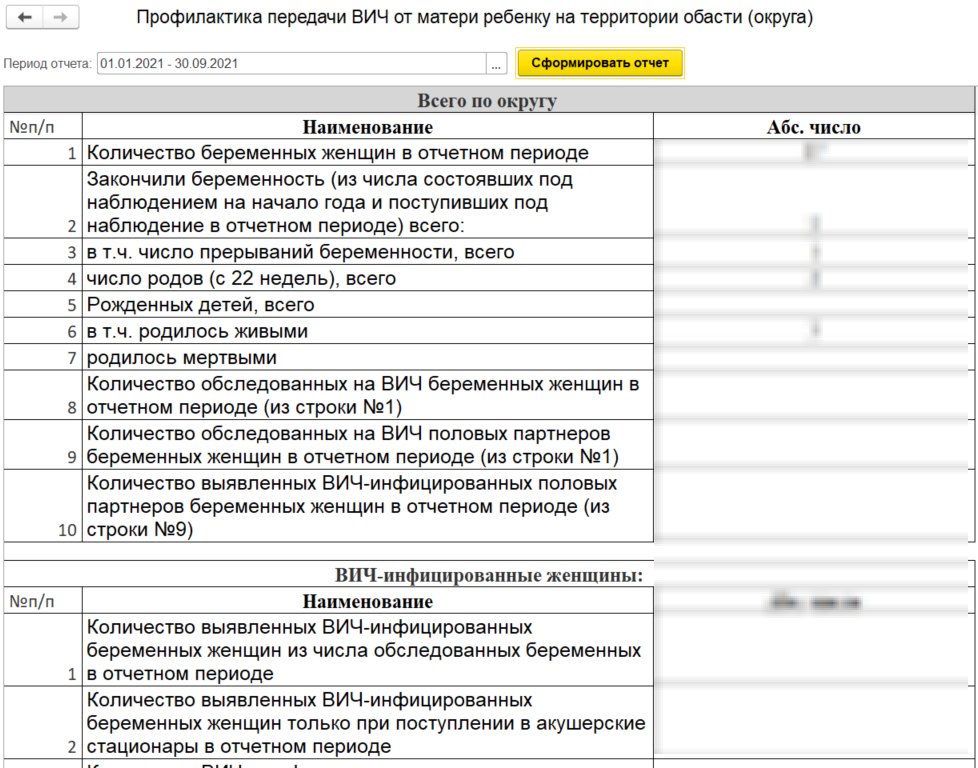 Профилактика передачи ВИЧ от матери ребенку на территории обасти (округа)
Период отчета: 01.01.2021 - 30.09.2021 ... Сформировать отчет
Всего по округу
№п/п Наименование Абс. число
1 Количество беременных женщин в отчетном периоде
Закончили беременность (из числа состоявших под
наблюдением на начало года и поступивших под
2 наблюдение в отчетном периоде) всего:
3 в т.ч. число прерываний беременности, всего
4 число родов (с 22 недель), всего
5 Рожденных детей, всего
6 в т.ч. родилось живыми
7 родилось мертвыми
Количество обследованных на ВИЧ беременных женщин в
8 отчетном периоде (из строки №1)
Количество обследованных на ВИЧ половых партнеров
9 беременных женщин в отчетном периоде (из строки №1)
Количество выявленных ВИЧ-инфицированных половых
партнеров беременных женщин в отчетном периоде (из
10 строки №9)
ВИЧ-инфицированные женщины:
№п/п Наименование
Количество выявленных ВИЧ-инфицированных
беременных женщин из числа обследованных беременных
1 в отчетном периоде
Количество выявленных ВИЧ-инфицированных
беременных женщин только при поступлении в акушерские
2 стационары в отчетном периоде